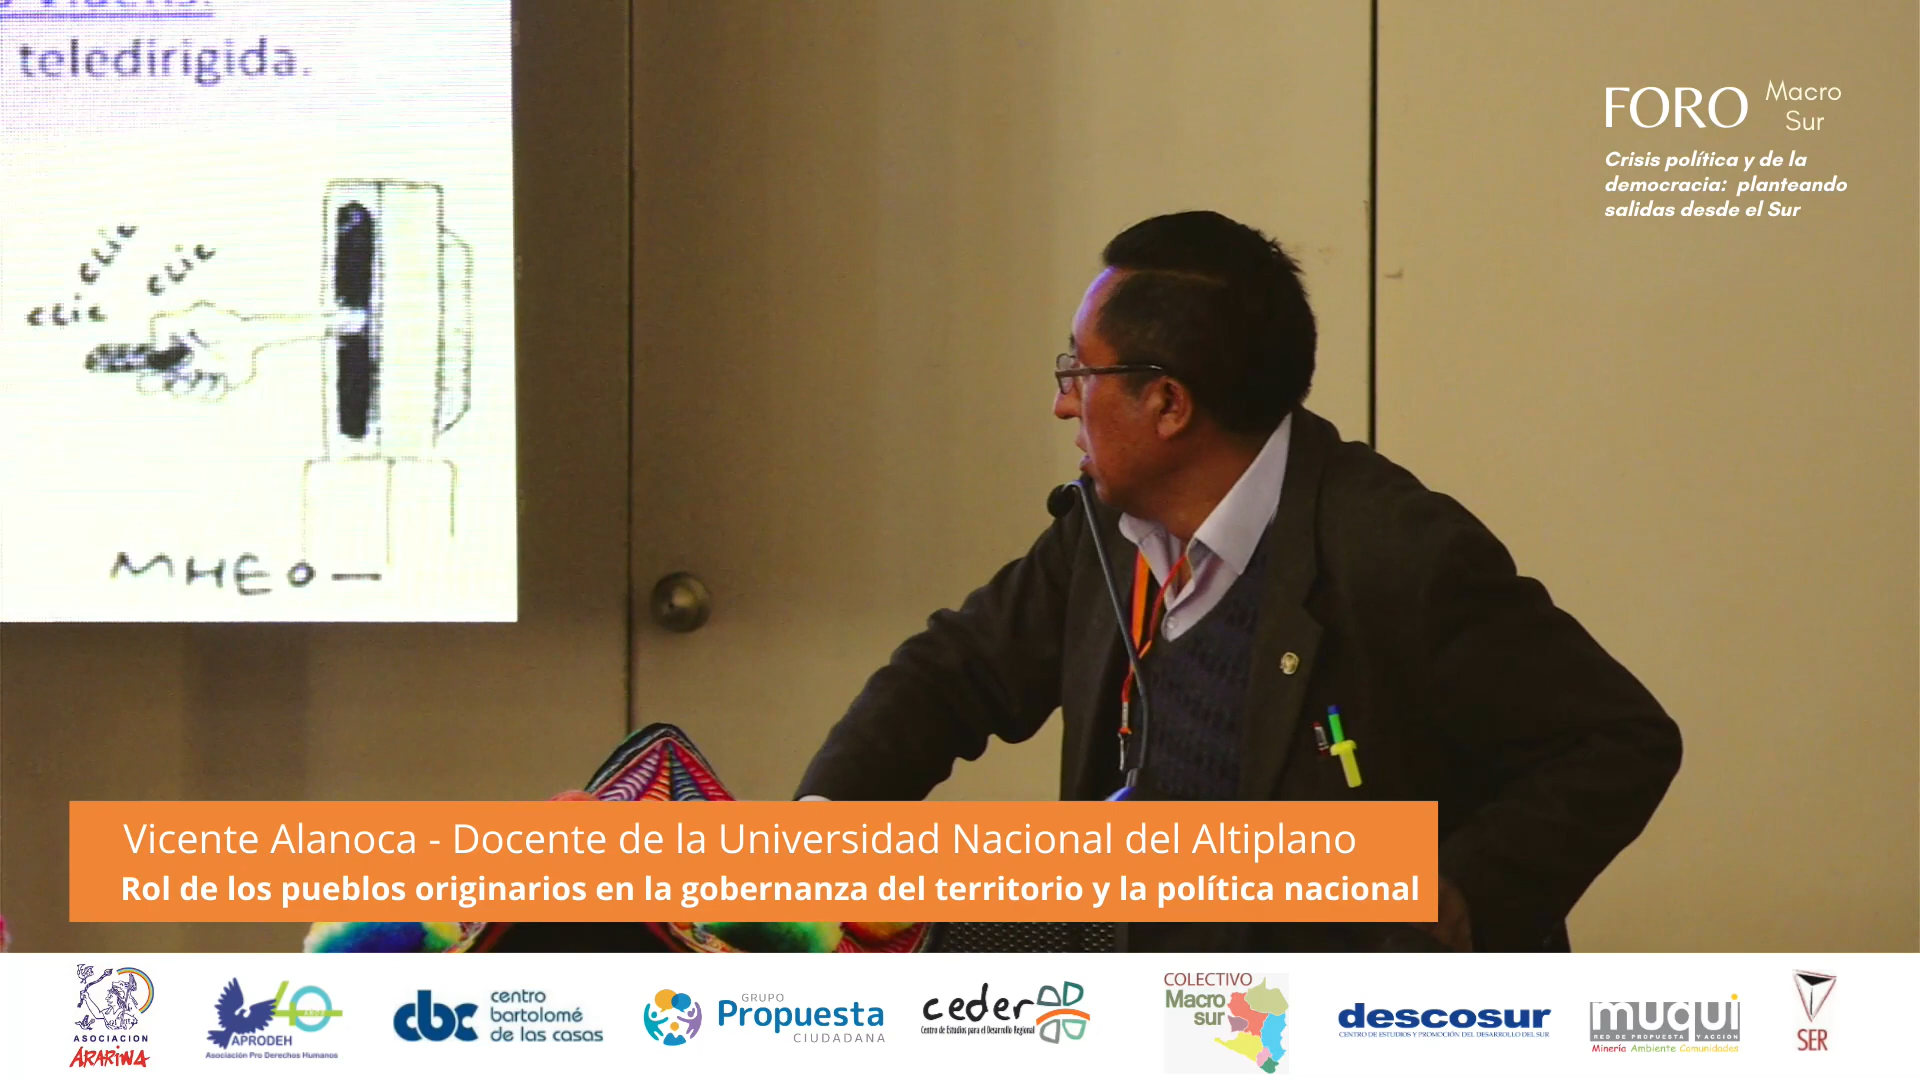 teledirigida.
clic
clic
clic
MHEO
FORO Macro Sur
Crisis política y de la
democracia: planteando
salidas desde el Sur
Vicente Alanoca - Docente de la Universidad Nacional del Altiplano
Rol de los pueblos originarios en la gobernanza del territorio y la política nacional
ASOCIACION
ARARIWA
40
AÑOS
APRODEH
Asociación Pro Derechos Humanos
cbc
centro
bartolomé
de las casas
GRUPO
Propuesta
CIUDADANA
ceder
Centro de Estudios para el Desarrollo Regional
COLECTIVO
Macro
sur
descosur
CENTRO DE ESTUDIOS Y PROMOCIÓN DEL DESARROLLO DEL SUR
muqui
RED DE PROPUESTA Y ACCION
Minería Ambiente Comunidades
SER